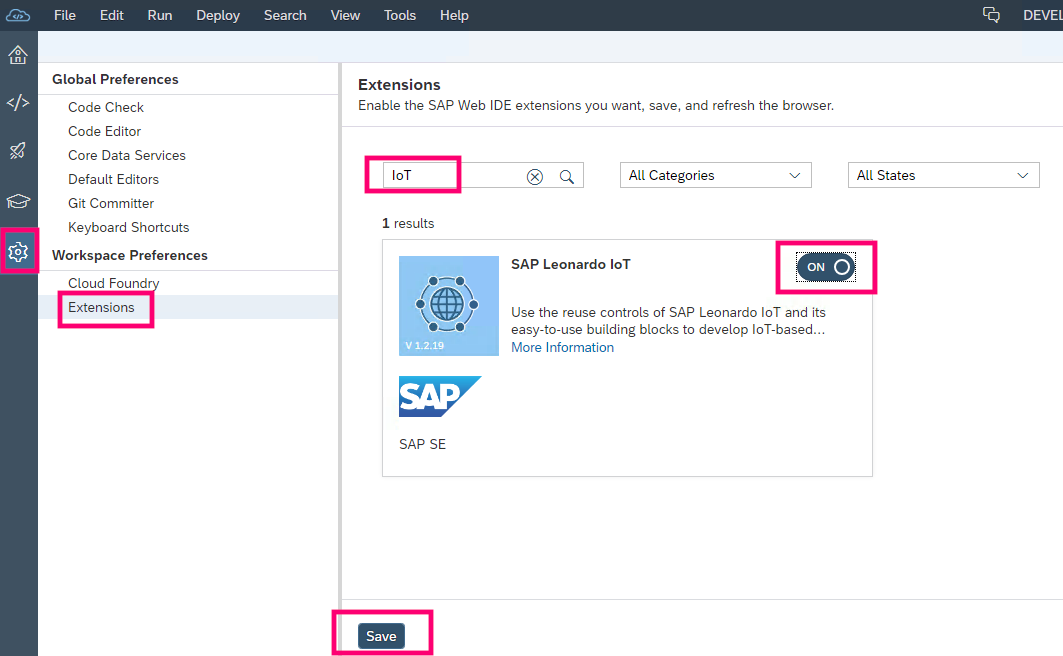 File Edit Run Deploy Search View Tools Help DEVEL
Global Preferences
Code Check
Code Editor
Core Data Services
Default Editors
Git Committer
Keyboard Shortcuts
Workspace Preferences
Cloud Foundry
Extensions
Extensions
Enable the SAP Web IDE extensions you want, save, and refresh the browser.
IoT All Categories All States
1 results
SAP Leonardo IoT
ON
Use the reuse controls of SAP Leonardo IoT and its
easy-to-use building blocks to develop IoT-based...
More Information
V 1.2.19
SAP
SAP SE
Save